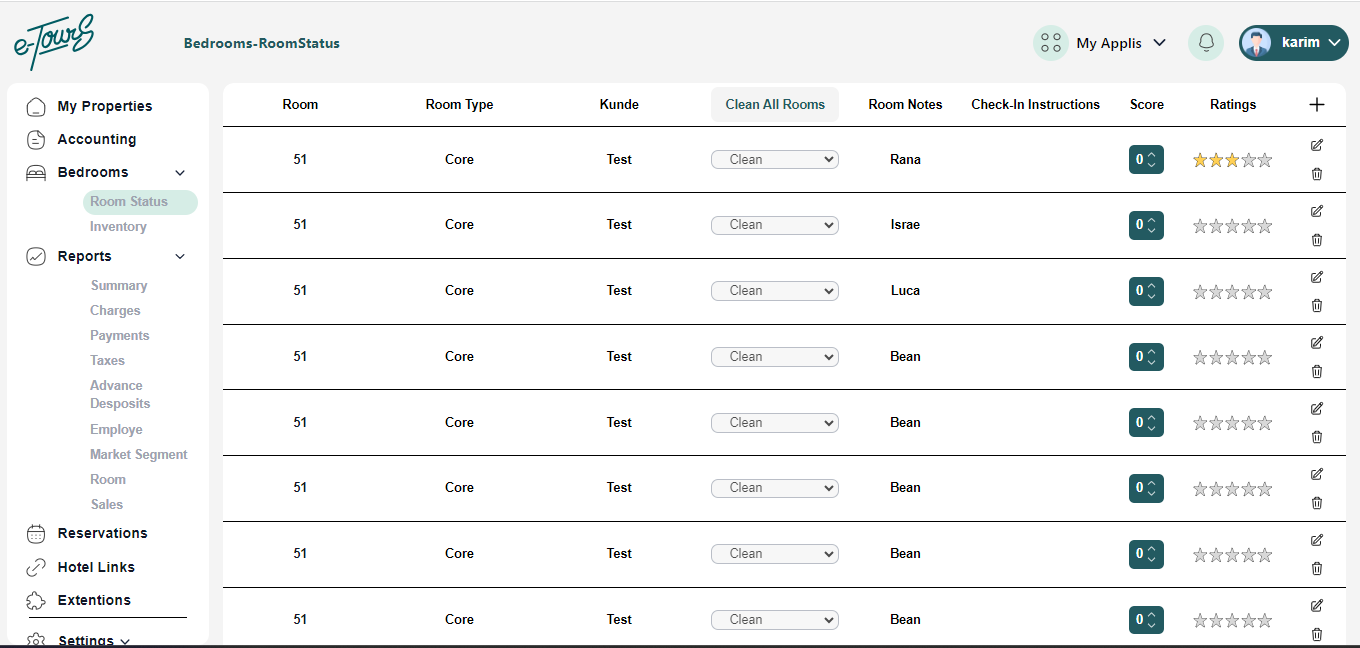 e-Tours
Bedrooms-RoomStatus
My Applis
karim
My Properties
Accounting
Bedrooms
Room Status
Inventory
Reports
Summary
Charges
Payments
Taxes
Advance
Desposits
Employe
Market Segment
Room
Sales
Reservations
Hotel Links
Extentions
Settings
Room Room Type Kunde Clean All Rooms Room Notes Check-In Instructions Score Ratings
51 Core Test Clean Rana 0
51 Core Test Clean Israe 0
51 Core Test Clean Luca 0
51 Core Test Clean Bean 0
51 Core Test Clean Bean 0
51 Core Test Clean Bean 0
51 Core Test Clean Bean 0
51 Core Test Clean Bean 0